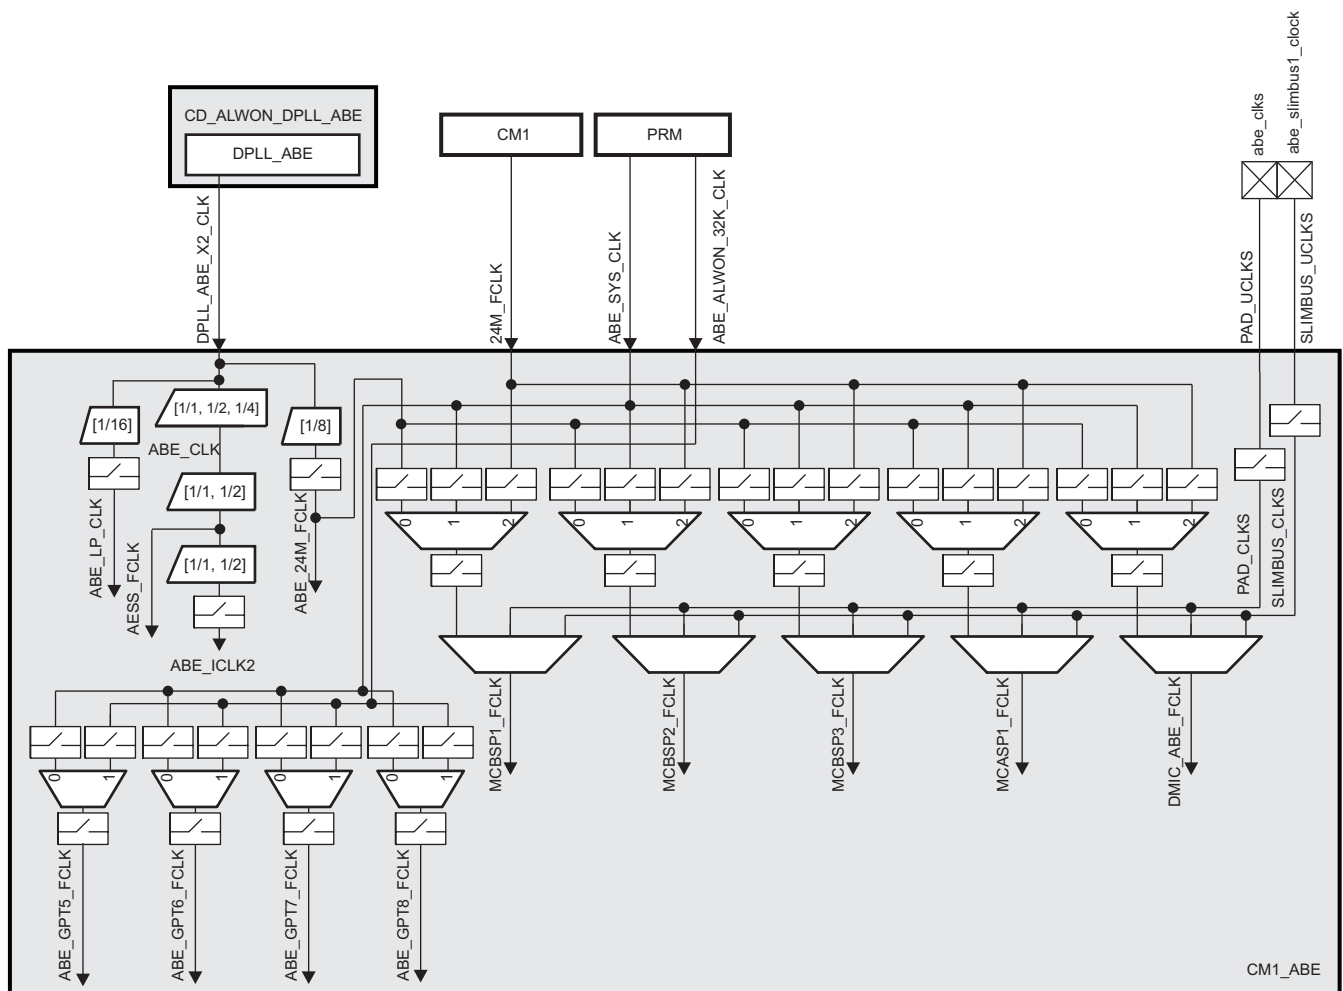 abe_clks
abe_slimbus1_clock
CD_ALWON_DPLL_ABE
DPLL_ABE
CM1
PRM
DPLL_ABE_X2_CLK
24M_FCLK
ABE_SYS_CLK
ABE_ALWON_32K_CLK
PAD_UCLKS
SLIMBUS_UCLKS
[1/16]
[1/1, 1/2, 1/4]
[1/8]
ABE_CLK
[1/1, 1/2]
[1/1, 1/2]
ABE_LP_CLK
AESS_FCLK
ABE_24M_FCLK
ABE_ICLK2
0
1
2
0
1
2
0
1
2
0
1
2
0
1
2
PAD_CLKS
SLIMBUS_CLKS
MCBSP1_FCLK
MCBSP2_FCLK
MCBSP3_FCLK
MCASP1_FCLK
DMIC_ABE_FCLK
0
1
0
1
0
1
0
1
ABE_GPT5_FCLK
ABE_GPT6_FCLK
ABE_GPT7_FCLK
ABE_GPT8_FCLK
CM1_ABE